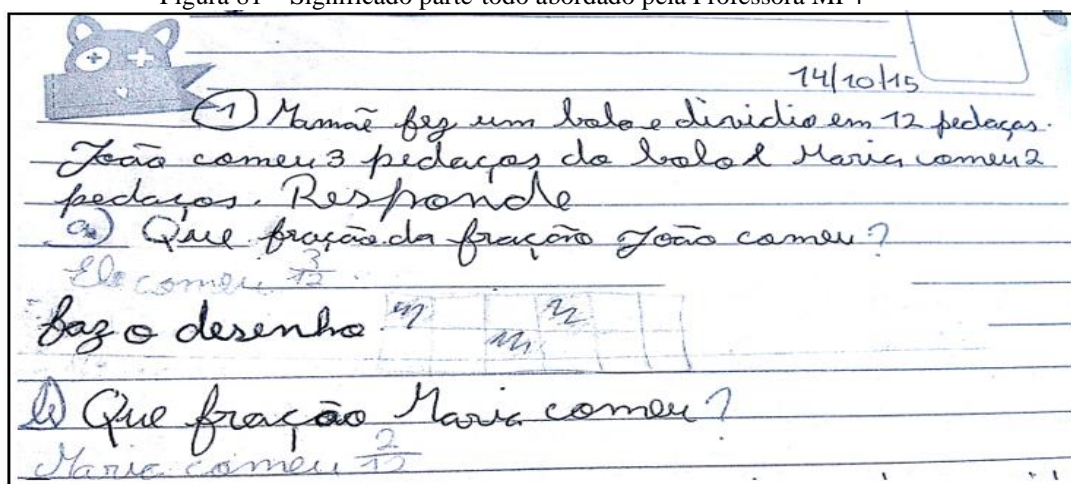 Figura 61 – Significado parte-todo abordado pela Professora MP4
14/10/15
1 Mamãe fez um bolo e dividio em 12 pedaços.
João comeu 3 pedaços do bolo e Maria comeu 2
pedaços. Responde
a) Que fração da fração João comeu?
Ele comeu 3/12.
faz o desenho
b) Que fração Maria comeu?
Maria comeu 2/12